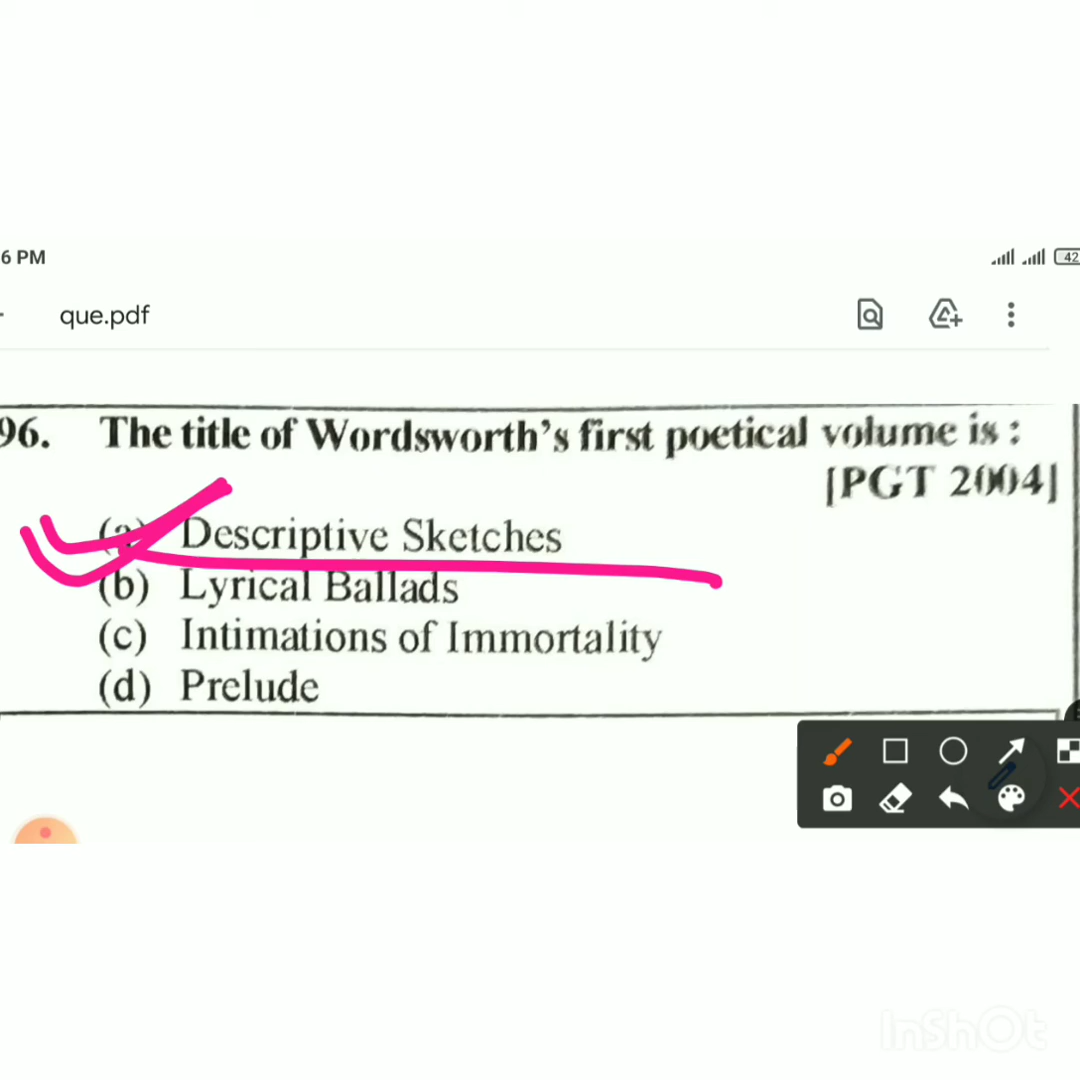 6 PM
42
que.pdf
96. The title of Wordsworth's first poetical volume is :
[PGT 2004]
(a) Descriptive Sketches
(b) Lyrical Ballads
(c) Intimations of Immortality
(d) Prelude
InShOt